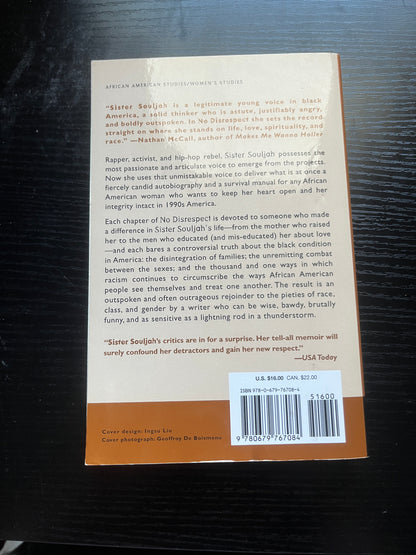 AFRICAN AMERICAN STUDIES/WOMEN'S STUDIES
"Sister Souljah is a legitimate young voice in black
America, a solid thinker who is astute, justifiably angry,
and boldly outspoken. In No Disrespect she sets the record
straight on where she stands on life, love, spirituality, and
race." —Nathan McCall, author of Makes Me Wanna Holler
Rapper, activist, and hip-hop rebel, Sister Souljah possesses the
most passionate and articulate voice to emerge from the projects.
Now she uses that unmistakable voice to deliver what is at once a
fiercely candid autobiography and a survival manual for any African
American woman who wants to keep her heart open and her
integrity intact in 1990s America.
Each chapter of No Disrespect is devoted to someone who made
a difference in Sister Souljah's life—from the mother who raised
her to the men who educated (and mis-educated) her about love
—and each bares a controversial truth about the black condition
in America: the disintegration of families; the unremitting combat
between the sexes; and the thousand and one ways in which
racism continues to circumscribe the ways African American
people see themselves and treat one another. The result is an
outspoken and often outrageous rejoinder to the pieties of race,
class, and gender by a writer who can be wise, bawdy, brutally
funny, and as sensitive as a lightning rod in a thunderstorm.
"Sister Souljah's critics are in for a surprise. Her tell-all memoir will
surely confound her detractors and gain her new respect."
—USA Today
U.S. $16.00 CAN. $22.00
ISBN 978-0-679-76708-4
51600
9 780679 767084
Cover design: Ingsu Liu
Cover photograph: Geoffroy De Boismenu